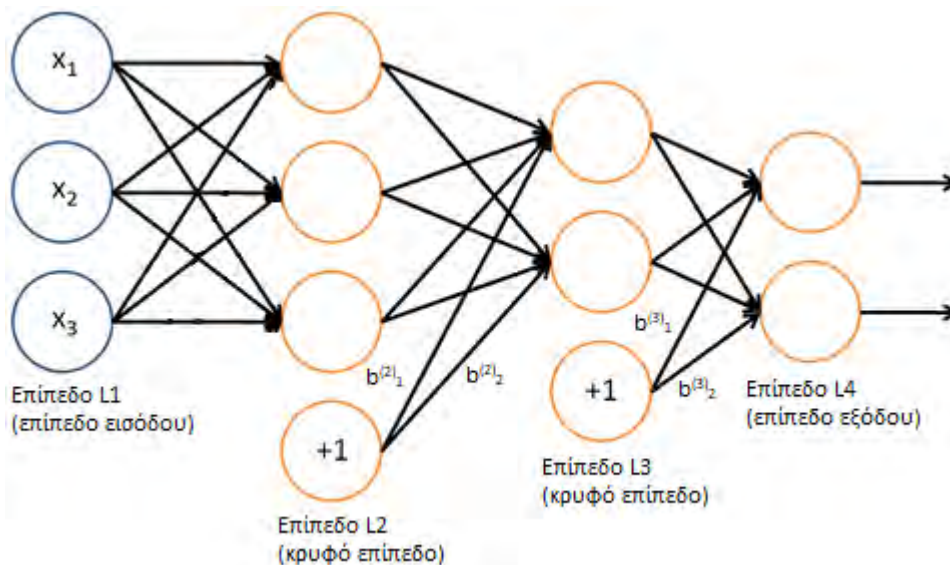 X1
X2
X3
Επίπεδο L1
(επίπεδο εισόδου)
+1
Επίπεδο L2
(κρυφό επίπεδο)
b(2)1
b(2)2
+1
Επίπεδο L3
(κρυφό επίπεδο)
b(3)1
b(3)2
Επίπεδο L4
(επίπεδο εξόδου)